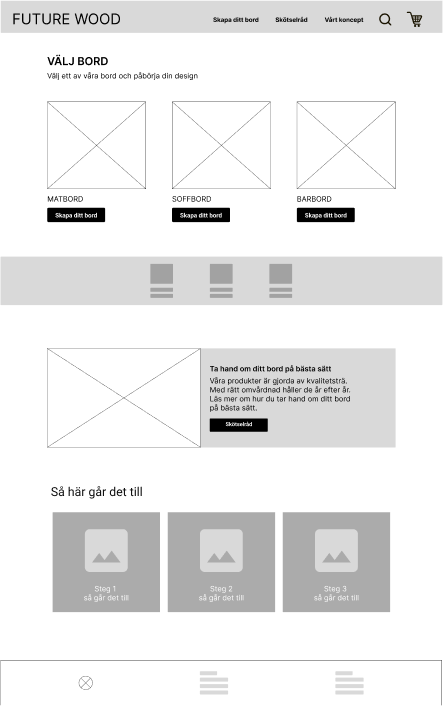 FUTURE WOOD
Skapa ditt bord
Skötselråd
Vårt koncept
VÄLJ BORD
Välj ett av våra bord och påbörja din design
MATBORD
SOFFBORD
BARBORD
Skapa ditt bord
Skapa ditt bord
Skapa ditt bord
Ta hand om ditt bord på bästa sätt
Våra produkter är gjorda av kvalitetsträ.
Med rätt omvårdnad håller de år efter år.
Läs mer om hur du tar hand om ditt bord
på bästa sätt.
Skötselråd
Så här går det till
Steg 1
så går det till
Steg 2
så går det till
Steg 3
så går det till